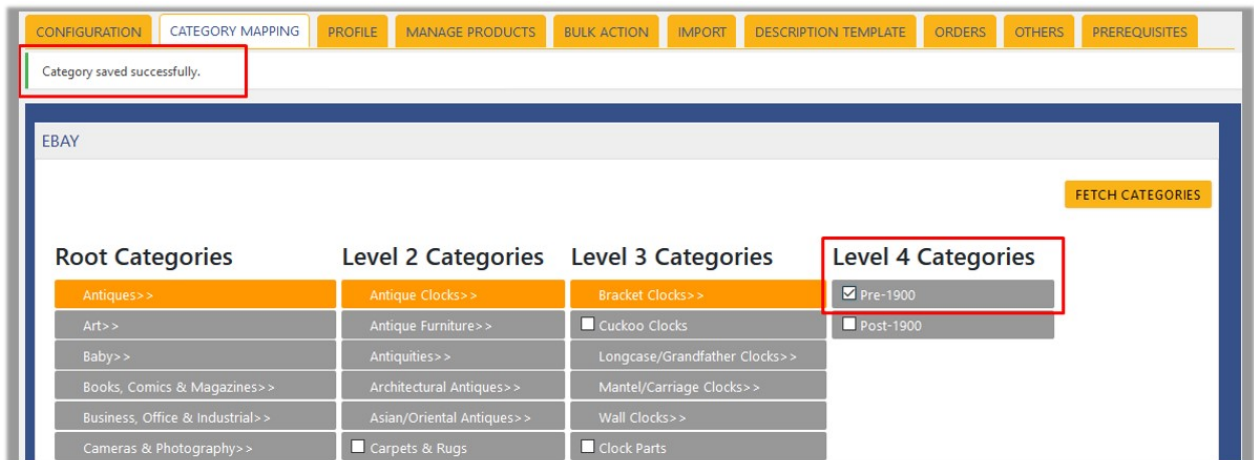 CONFIGURATION CATEGORY MAPPING PROFILE MANAGE PRODUCTS BULK ACTION IMPORT DESCRIPTION TEMPLATE ORDERS OTHERS PREREQUISITES
Category saved successfully.
EBAY
FETCH CATEGORIES
Root Categories Level 2 Categories Level 3 Categories Level 4 Categories
Antiques>> Antique Clocks>> Bracket Clocks>> Pre-1900
Art>> Antique Furniture>> Cuckoo Clocks Post-1900
Baby>> Antiquities>> Longcase/Grandfather Clocks>>
Books, Comics & Magazines>> Architectural Antiques>> Mantel/Carriage Clocks>>
Business, Office & Industrial>> Asian/Oriental Antiques>> Wall Clocks>>
Cameras & Photography>> Carpets & Rugs Clock Parts